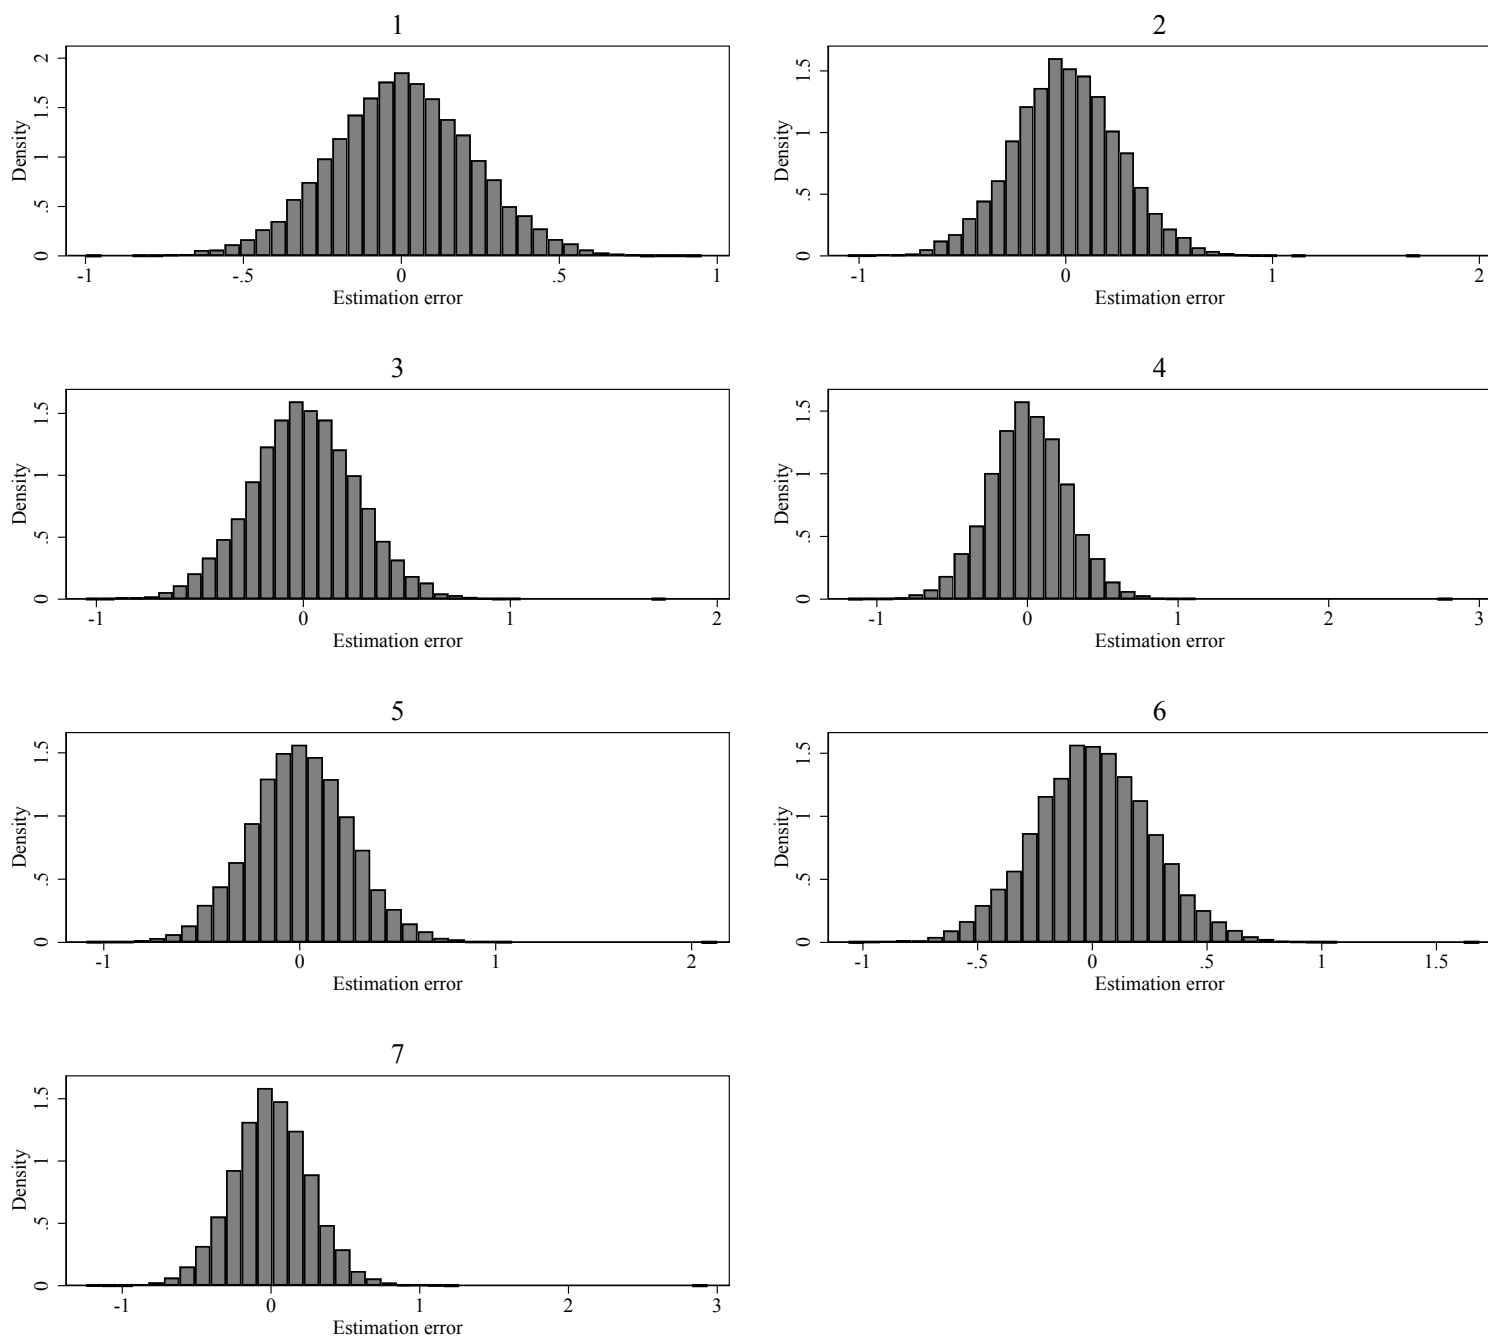 1
Density
0 .5 1 1.5 2
-1 -.5 0 .5 1
Estimation error
2
Density
0 .5 1 1.5
-1 0 1 2
Estimation error
3
Density
0 .5 1 1.5
-1 0 1 2
Estimation error
4
Density
0 .5 1 1.5
-1 0 1 2 3
Estimation error
5
Density
0 .5 1 1.5
-1 0 1 2
Estimation error
6
Density
0 .5 1 1.5
-1 -.5 0 .5 1 1.5
Estimation error
7
Density
0 .5 1 1.5
-1 0 1 2 3
Estimation error